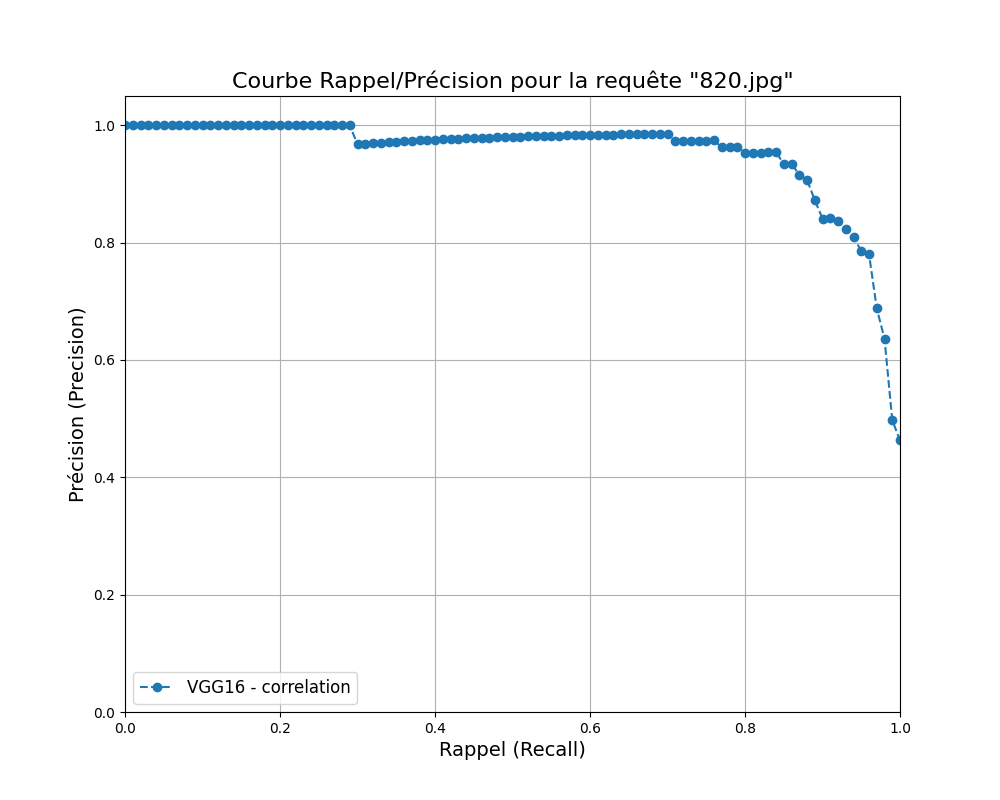 Courbe Rappel/Précision pour la requête "820.jpg"
Précision (Precision)
1.0
0.8
0.6
0.4
0.2
0.0
VGG16 - correlation
0.0 0.2 0.4 0.6 0.8 1.0
Rappel (Recall)